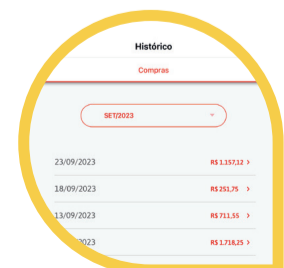 Histórico
Compras
SET/2023
23/09/2023 R$ 1.157,12 >
18/09/2023 R$ 251,75 >
13/09/2023 R$ 711,55 >
2023 R$ 1.718,25 >